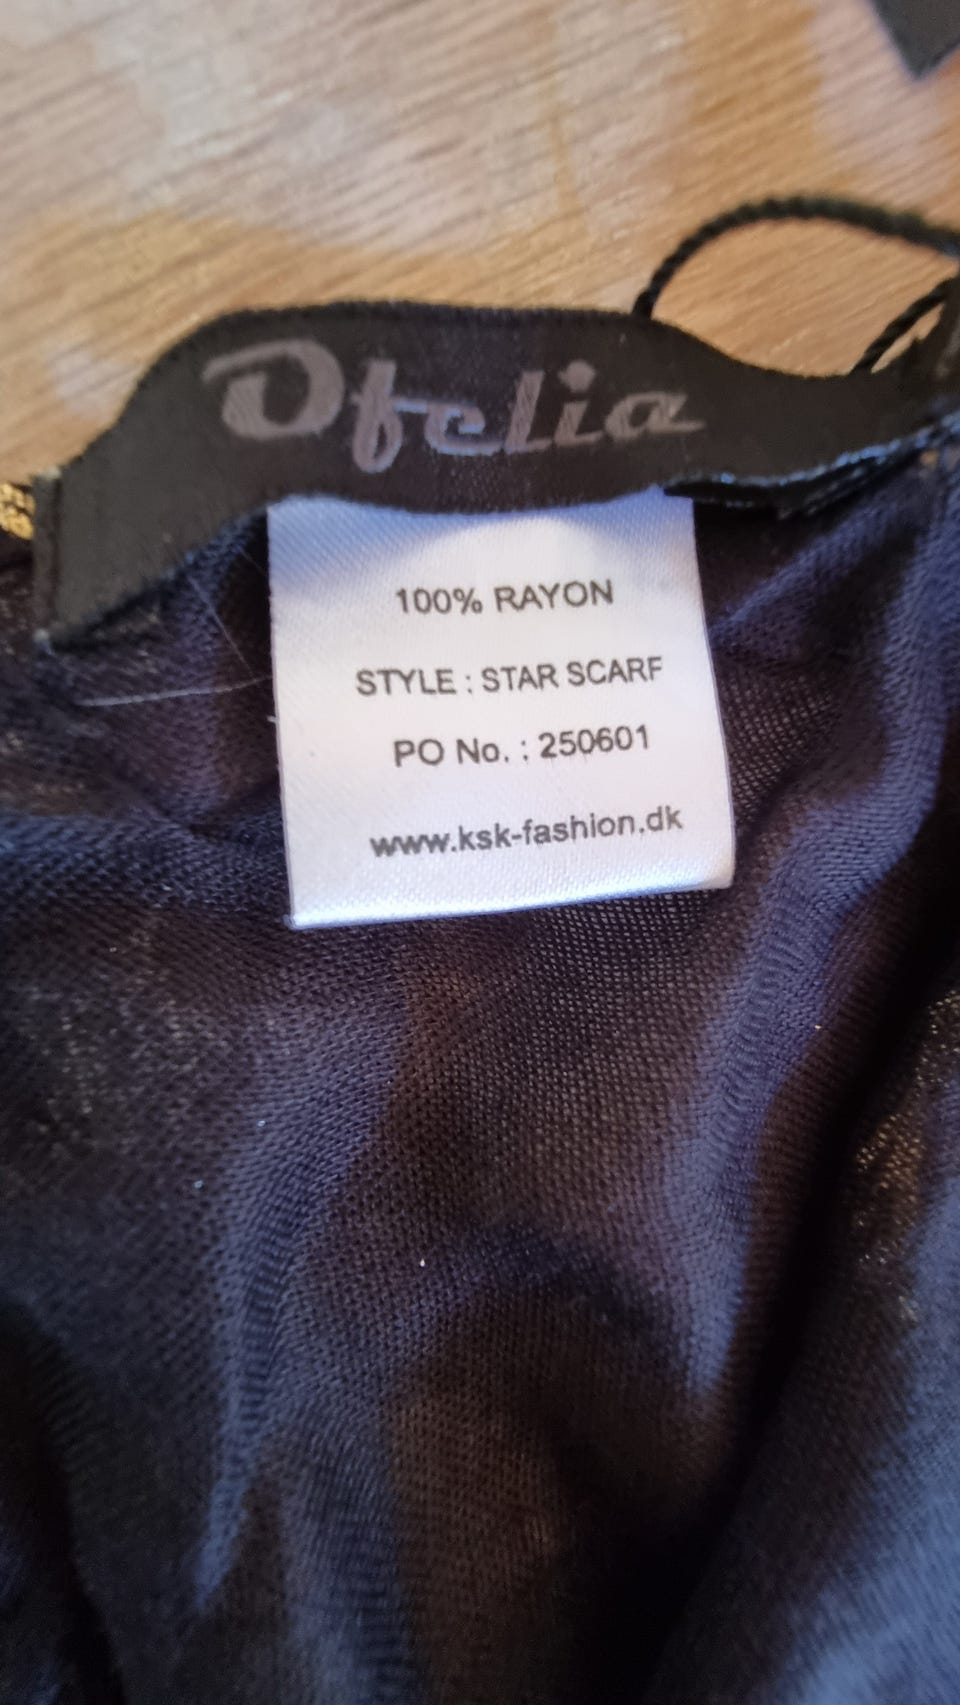 Ofelia
100% RAYON
STYLE : STAR SCARF
PO No. : 250601
www.ksk-fashion.dk